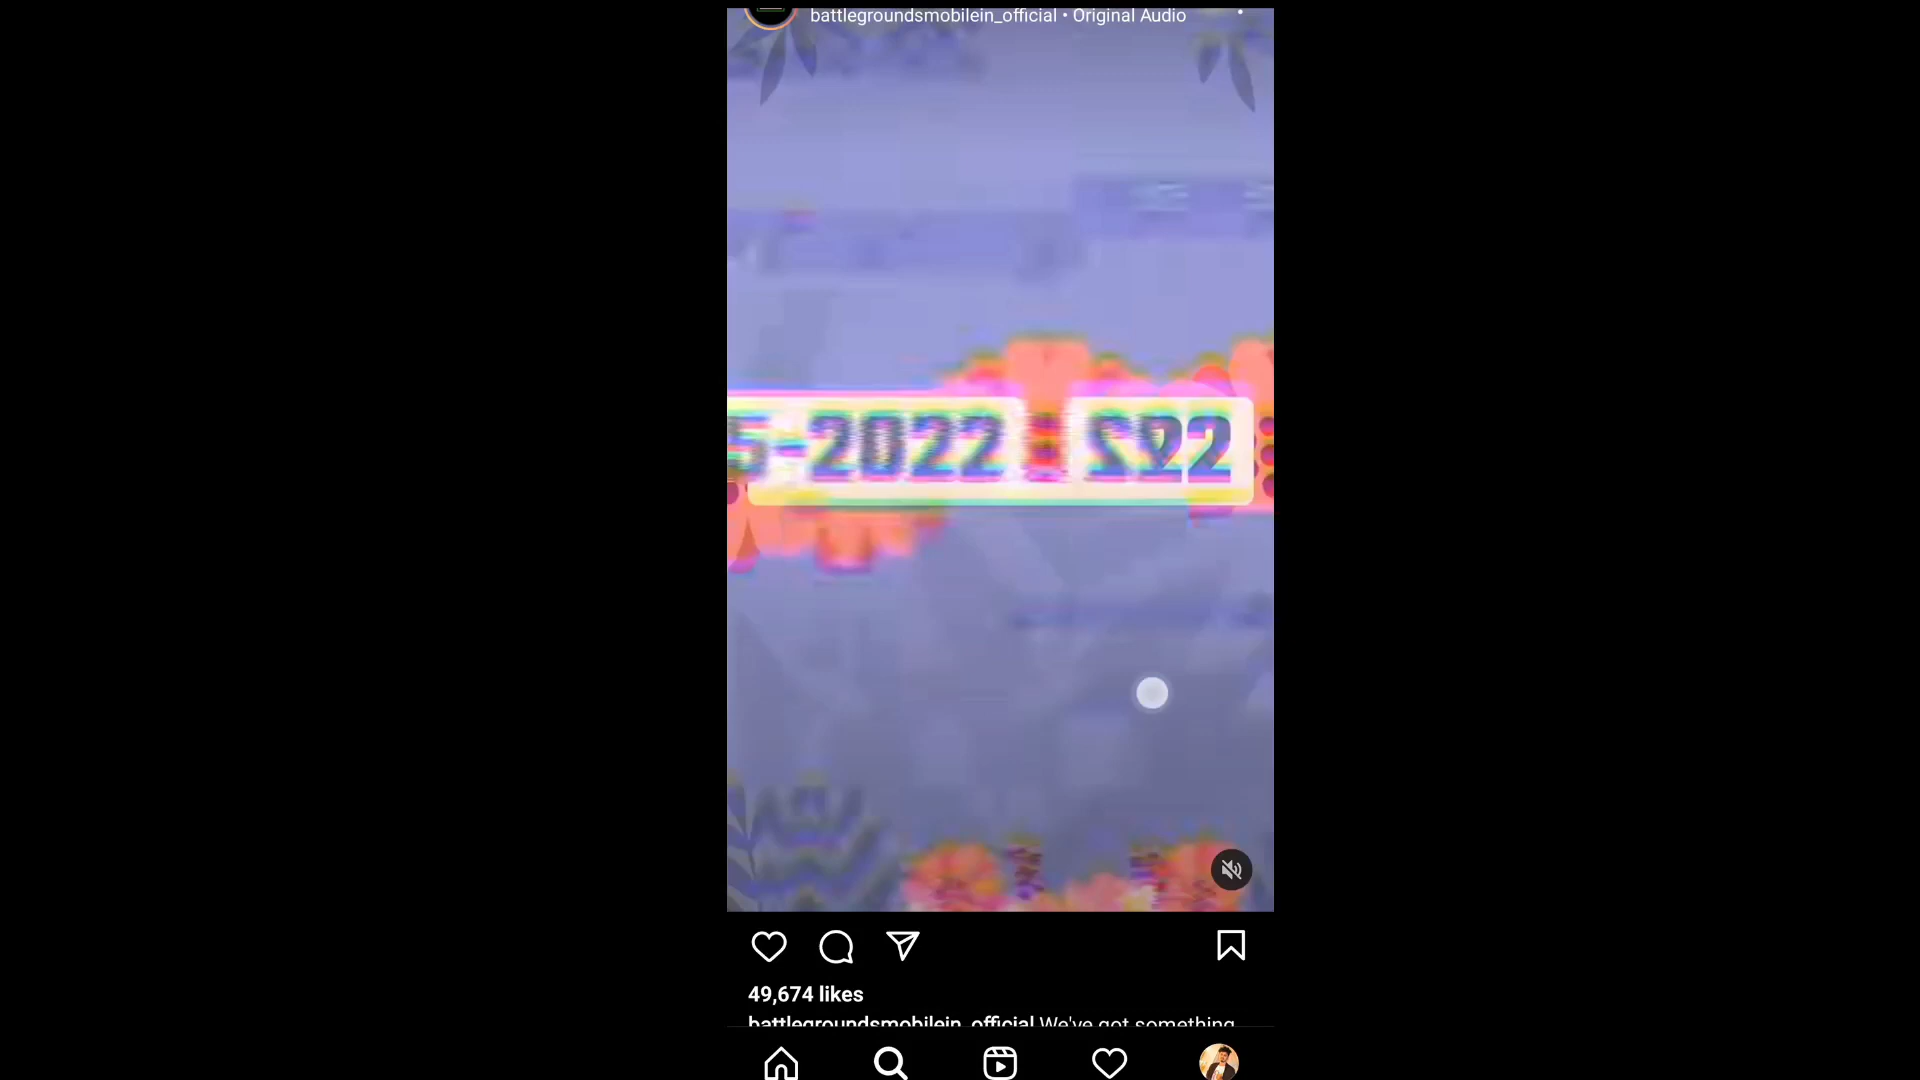 battlegroundsmobilein_official • Original Audio
5-2022
49,674 likes
battlegroundsmobilein_official We've got something